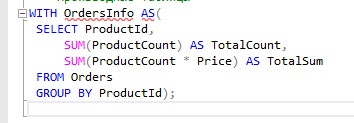 WITH OrdersInfo AS(
SELECT ProductId,
SUM(ProductCount) AS TotalCount,
SUM(ProductCount * Price) AS TotalSum
FROM Orders
GROUP BY ProductId);